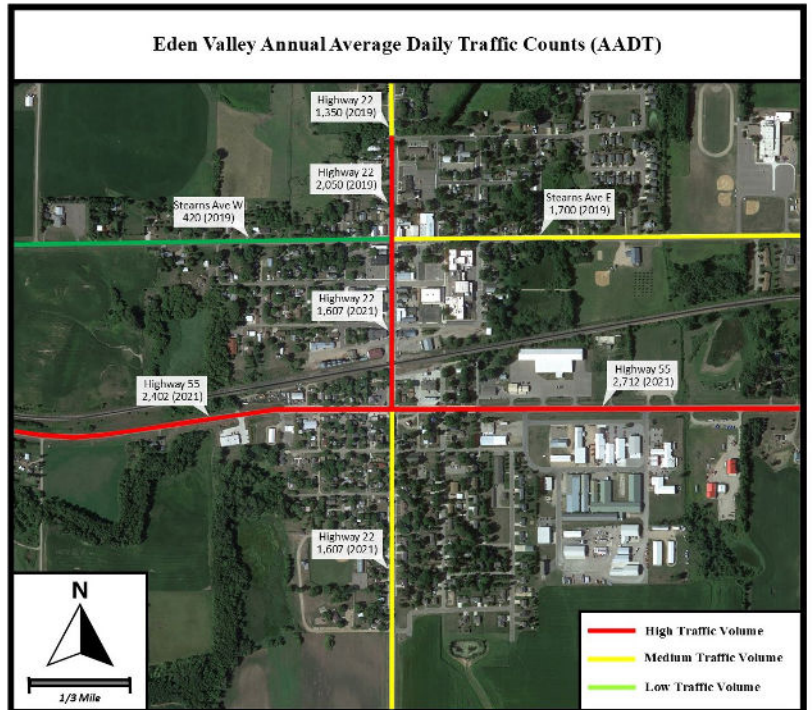 Eden Valley Annual Average Daily Traffic Counts (AADT)
Highway 22
1,350 (2019)
Highway 22
2,050 (2019)
Stearns Ave W
420 (2019)
Stearns Ave E
1,700 (2019)
Highway 22
1,607 (2021)
Highway 55
2,402 (2021)
Highway 55
2,712 (2021)
Highway 22
1,607 (2021)
N
1/3 Mile
High Traffic Volume
Medium Traffic Volume
Low Traffic Volume